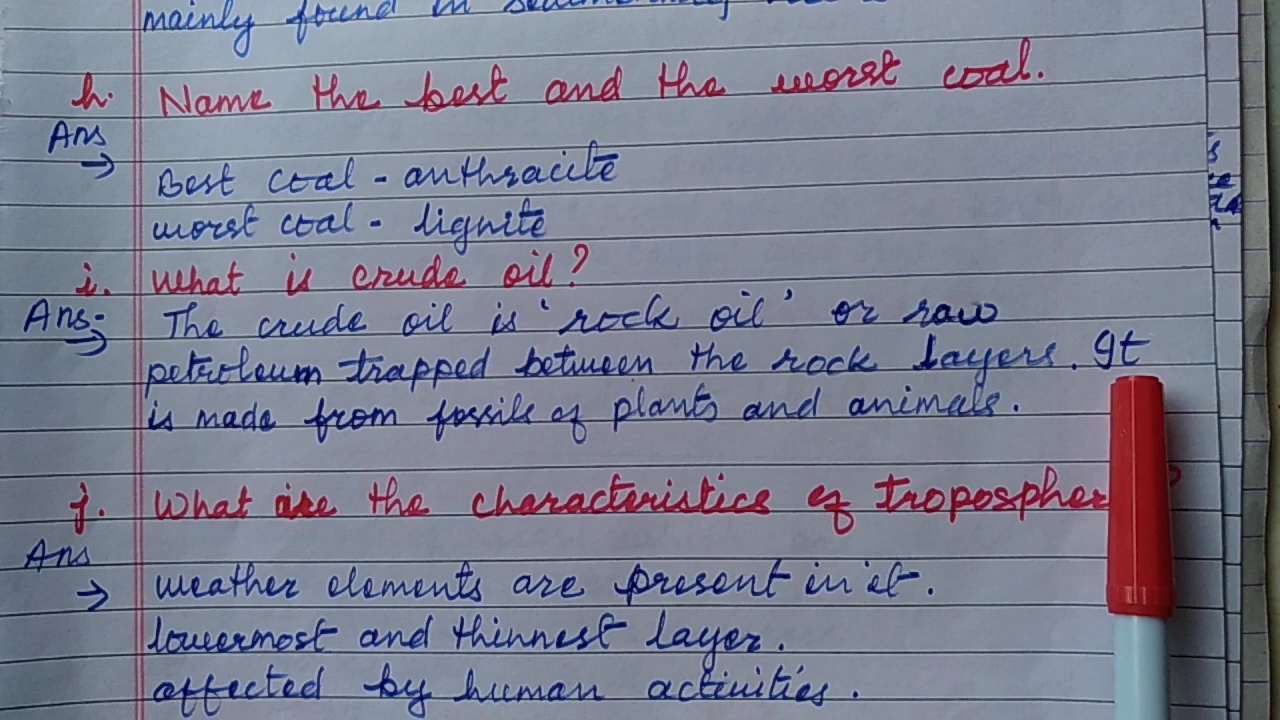 mainly found in sedimentary
h. Name the best and the worst coal.
Ans
→
Best coal - anthracite
worst coal - lignite
i. What is crude oil?
Ans- The crude oil is 'rock oil' or raw
→
petroleum trapped between the rock layers. It
is made from fossils of plants and animals.
j. What are the characteristics of tropospher ?
Ans
→ weather elements are present in it.
lowermost and thinnest layer.
affected by human activities.